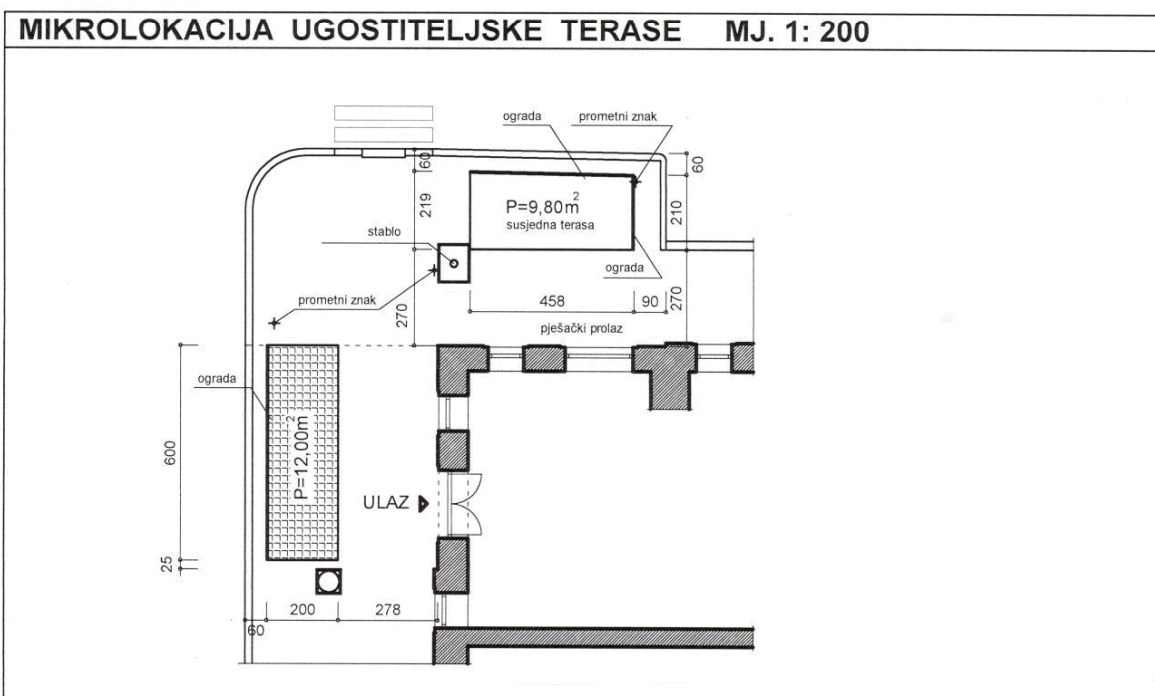 MIKROLOKACIJA UGOSTITELJSKE TERASE MJ. 1: 200
ograda
prometni znak
60
60
219
P=9,80m²
susjedna terasa
210
stablo
ograda
prometni znak
270
458
90
270
pješački prolaz
ograda
600
P=12,00m²
ULAZ
25
200
278
60